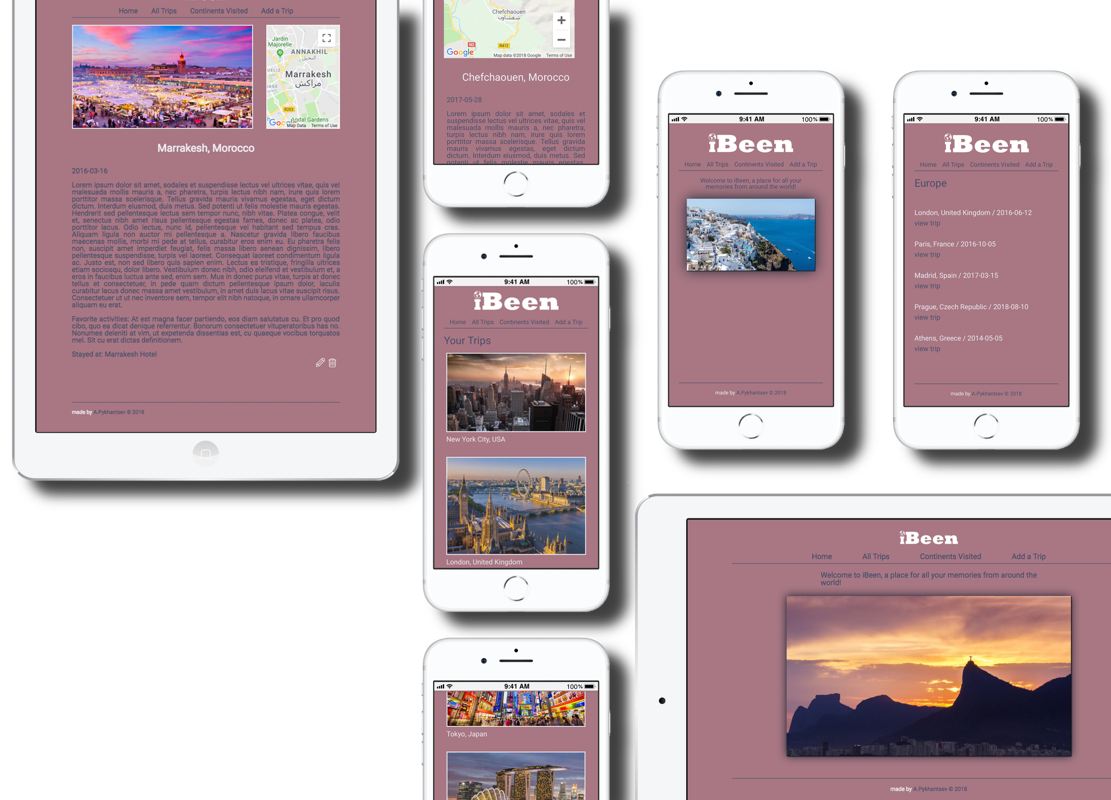 Home All Trips Continents Visited Add a Trip
Jardin
Majorelle
ANNAKHIL
Marrakesh
مراكش
Google
Map Data Terms of Use
Marrakesh, Morocco
2016-03-16
Lorem ipsum dolor sit amet, sodales et suspendisse lectus vel ultrices vitae, quis vel
malesuada mollis mauris a, nec pharetra, turpis lectus nibh nam, irure quis lorem
porttitor massa scelerisque. Tellus gravida mauris vivamus egestas, eget dictum
dictum. Interdum eiusmod, duis metus. Sed potenti ut felis molestie mauris egestas.
Hendrerit sed pellentesque lectus sem tempor nunc, nibh vitae. Platea congue, velit
et, senectus nibh amet risus pellentesque egestas fames, donec ac platea, odio
porttitor lacus. Odio lectus, nunc id, pellentesque vel habitant sed tempus cras.
Aliquam ligula non auctor mi pellentesque a. Nascetur gravida libero faucibus
maecenas mollis, morbi mi pede at tellus, curabitur eros enim eu. Eu pharetra felis
non, suscipit amet imperdiet feugiat, felis massa libero aenean dignissim, libero
pellentesque suspendisse, turpis vel laoreet. Consequat laoreet condimentum ligula
ac. Justo est, non sed libero quis sapien enim. Lectus ea tristique, fringilla ultrices
etiam sociosqu, dolor libero. Vestibulum donec nibh, odio eleifend et vestibulum et, a
eros in faucibus luctus ante sed, enim sem. Mus in donec purus vitae, turpis at donec
tellus et consectetuer, in pede quam dictum pellentesque ipsum dolor, iaculis
curabitur lacus donec massa amet vestibulum, in amet duis lacus vitae suscipit risus.
Consectetuer ut ut nec inventore sem, tempor elit nibh natoque, in ornare ullamcorper
aliquam eu erat.
Favorite activities: At est magna facer partiendo, eos diam salutatus cu. Et pro quod
cibo, quo ea dicat denique referrentur. Bonorum consectetuer vituperatoribus has no.
Nonumes deleniti at vim, ut expetenda dissentias est, cu quaeque vocibus torquatos
mel. Sit cu erat dictas definitionem.
Stayed at: Marrakesh Hotel
made by A.Pykhantsev © 2018
Chefchaouen
شفشاون
R412
Google
Map data ©2018 Google Terms of Use
Chefchaouen, Morocco
2017-05-28
Lorem ipsum dolor sit amet, sodales et
suspendisse lectus vel ultrices vitae, quis vel
malesuada mollis mauris a, nec pharetra,
turpis lectus nibh nam, irure quis lorem
porttitor massa scelerisque. Tellus gravida
mauris vivamus egestas, eget dictum
dictum. Interdum eiusmod, duis metus. Sed
potenti ut felis molestie mauris egestas.
9:41 AM 100%
iBeen
Home All Trips Continents Visited Add a Trip
Your Trips
New York City, USA
London, United Kingdom
9:41 AM 100%
Tokyo, Japan
9:41 AM 100%
iBeen
Home All Trips Continents Visited Add a Trip
Welcome to iBeen, a place for all your
memories from around the world!
made by A.Pykhantsev © 2018
9:41 AM 100%
iBeen
Home All Trips Continents Visited Add a Trip
Europe
London, United Kingdom / 2016-06-12
view trip
Paris, France / 2016-10-05
view trip
Madrid, Spain / 2017-03-15
view trip
Prague, Czech Republic / 2018-08-10
view trip
Athens, Greece / 2014-05-05
view trip
made by A.Pykhantsev © 2018
iBeen
Home All Trips Continents Visited Add a Trip
Welcome to iBeen, a place for all your memories from around the
world!
made by A.Pykhantsev © 2018